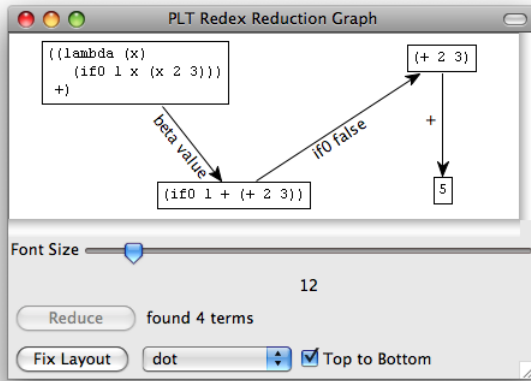 PLT Redex Reduction Graph
((lambda (x)
(if0 1 x (x 2 3)))
+)
(+ 2 3)
beta value
if0 false
+
(if0 1 + (+ 2 3))
5
Font Size
12
Reduce found 4 terms
Fix Layout dot Top to Bottom